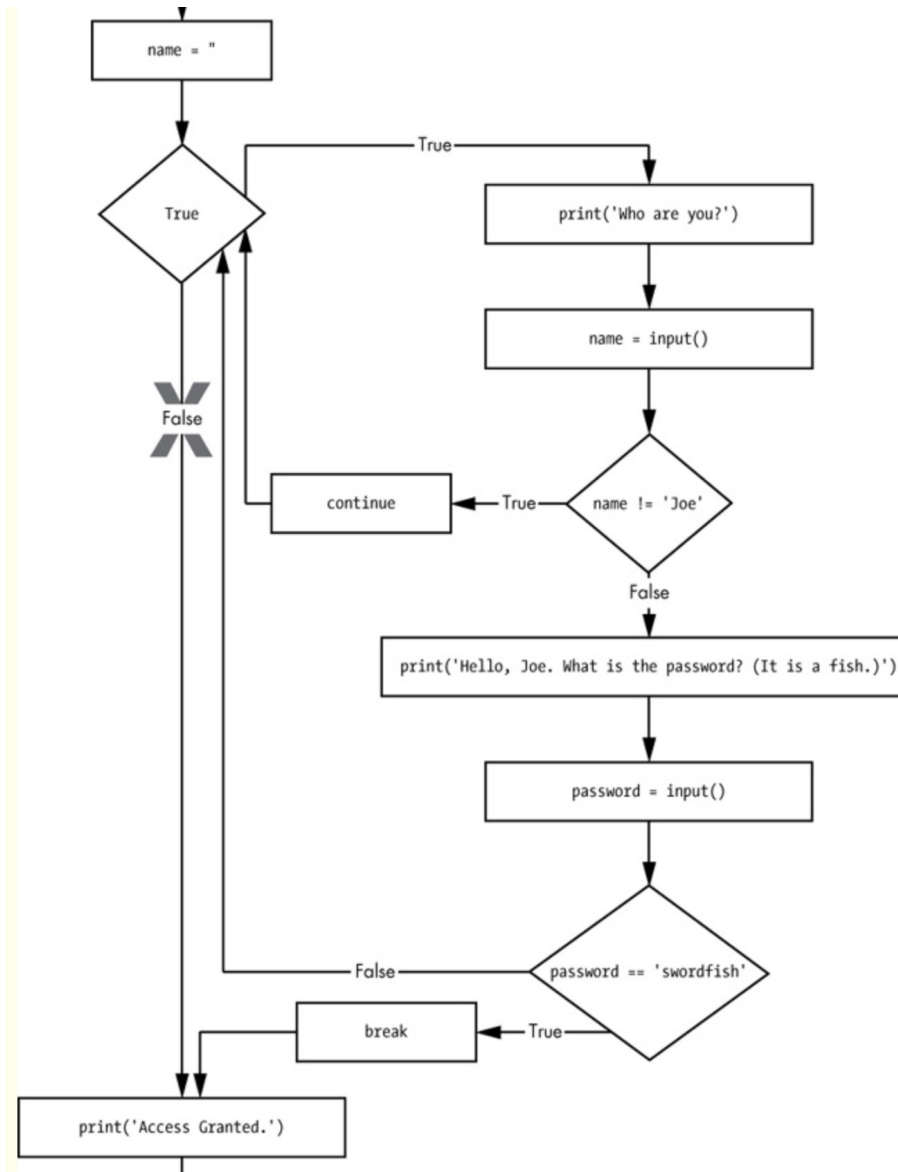 name = "
True
True
print('Who are you?')
name = input()
False
continue
True
name != 'Joe'
False
print('Hello, Joe. What is the password? (It is a fish.)')
password = input()
False
password == 'swordfish'
break
True
print('Access Granted.')